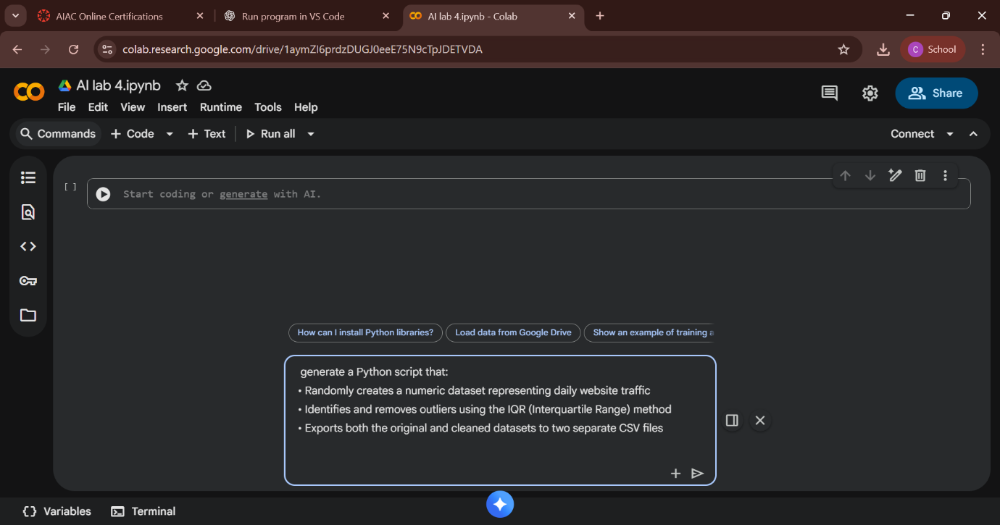 AIAC Online Certifications
Run program in VS Code
AI lab 4.ipynb - Colab
colab.research.google.com/drive/1aymZI6prdzDUGJ0eeE75N9cTpJDETVDA
C School
CO AI lab 4.ipynb
File Edit View Insert Runtime Tools Help
Share
Commands + Code + Text Run all Connect
[ ] Start coding or generate with AI.
How can I install Python libraries? Load data from Google Drive Show an example of training a
generate a Python script that:
• Randomly creates a numeric dataset representing daily website traffic
• Identifies and removes outliers using the IQR (Interquartile Range) method
• Exports both the original and cleaned datasets to two separate CSV files
Variables Terminal